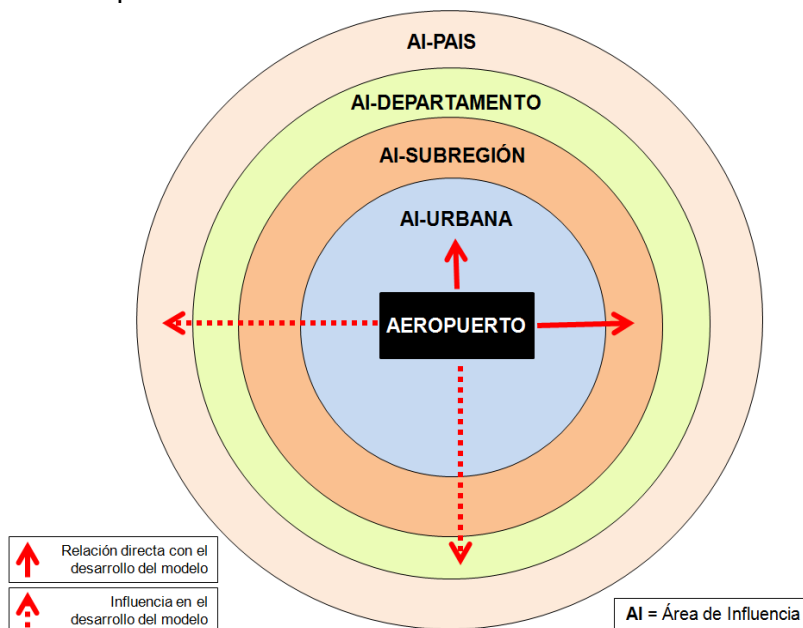 AI-PAIS
AI-DEPARTAMENTO
AI-SUBREGIÓN
AI-URBANA
AEROPUERTO
Relación directa con el
desarrollo del modelo
Influencia en el
desarrollo del modelo
AI = Área de Influencia